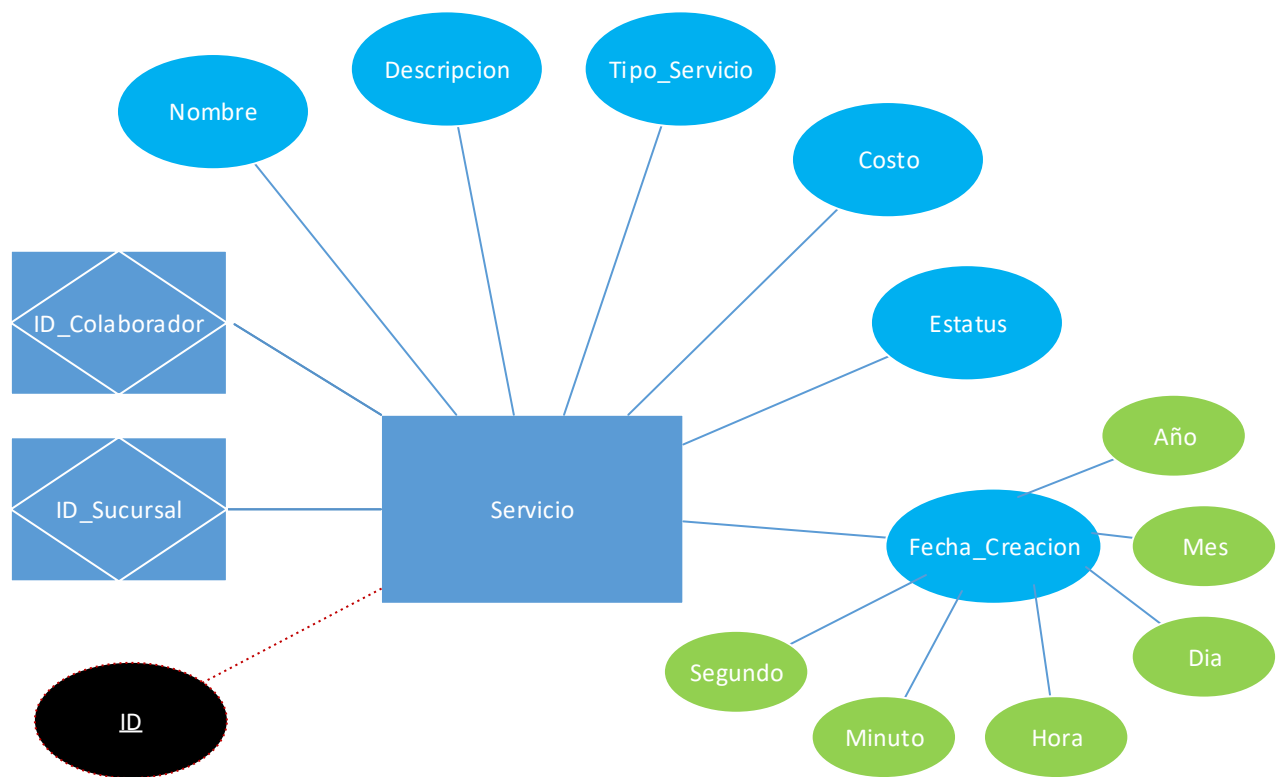 Descripcion
Tipo_Servicio
Nombre
Costo
ID_Colaborador
Estatus
Año
ID_Sucursal
Servicio
Fecha_Creacion
Mes
Dia
Segundo
ID
Minuto
Hora